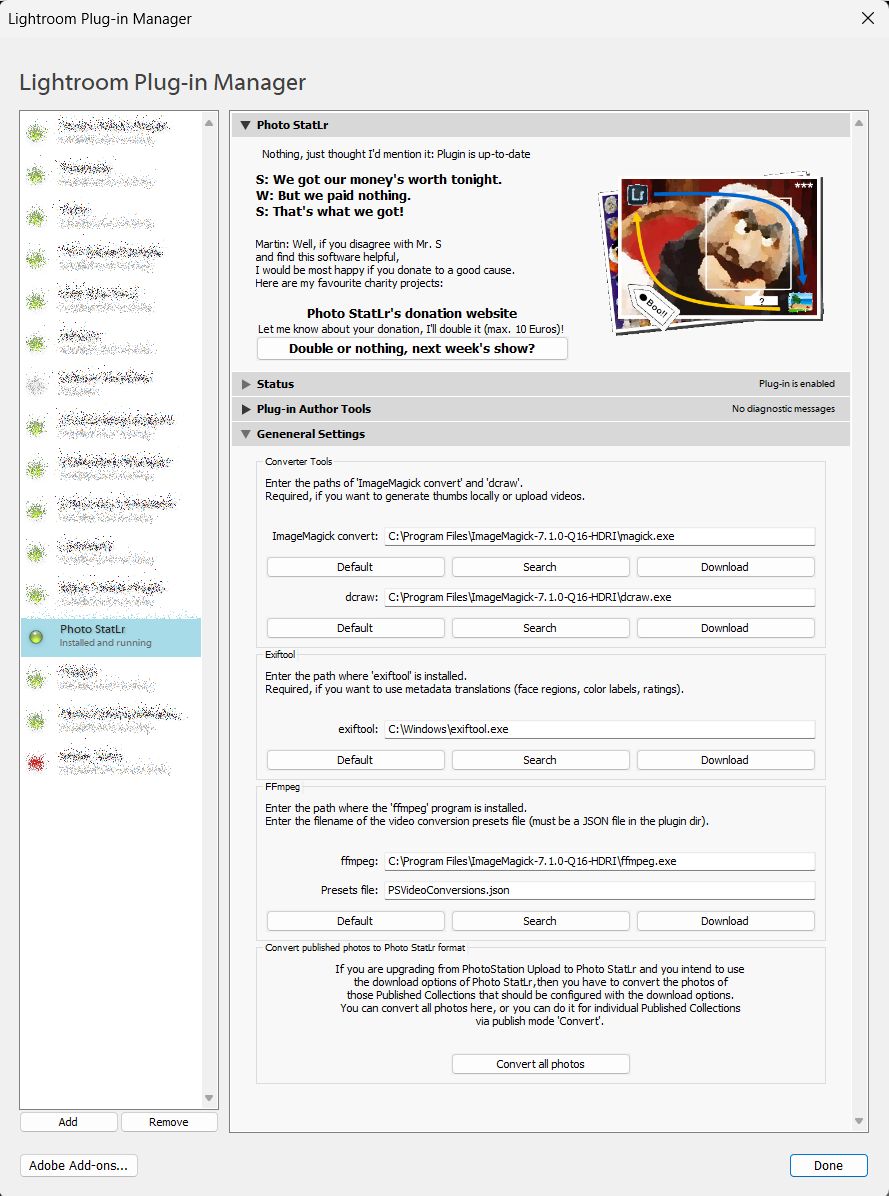 Lightroom Plug-in Manager
Lightroom Plug-in Manager
Photo StatLr
Installed and running
Add
Remove
Adobe Add-ons...
Photo StatLr
Nothing, just thought I'd mention it: Plugin is up-to-date
S: We got our money's worth tonight.
W: But we paid nothing.
S: That's what we got!
Martin: Well, if you disagree with Mr. S
and find this software helpful,
I would be most happy if you donate to a good cause.
Here are my favourite charity projects:
Photo StatLr's donation website
Let me know about your donation, I'll double it (max. 10 Euros)!
Double or nothing, next week's show?
Lr
***
Boo!!
?
Status
Plug-in is enabled
Plug-in Author Tools
No diagnostic messages
Geneneral Settings
Converter Tools
Enter the paths of 'ImageMagick convert' and 'dcraw'.
Required, if you want to generate thumbs locally or upload videos.
ImageMagick convert: C:\Program Files\ImageMagick-7.1.0-Q16-HDRI\magick.exe
Default Search Download
dcraw: C:\Program Files\ImageMagick-7.1.0-Q16-HDRI\dcraw.exe
Default Search Download
Exiftool
Enter the path where 'exiftool' is installed.
Required, if you want to use metadata translations (face regions, color labels, ratings).
exiftool: C:\Windows\exiftool.exe
Default Search Download
FFmpeg
Enter the path where the 'ffmpeg' program is installed.
Enter the filename of the video conversion presets file (must be a JSON file in the plugin dir).
ffmpeg: C:\Program Files\ImageMagick-7.1.0-Q16-HDRI\ffmpeg.exe
Presets file: PSVideoConversions.json
Default Search Download
Convert published photos to Photo StatLr format
If you are upgrading from PhotoStation Upload to Photo StatLr and you intend to use
the download options of Photo StatLr,then you have to convert the photos of
those Published Collections that should be configured with the download options.
You can convert all photos here, or you can do it for individual Published Collections
via publish mode 'Convert'.
Convert all photos
Done